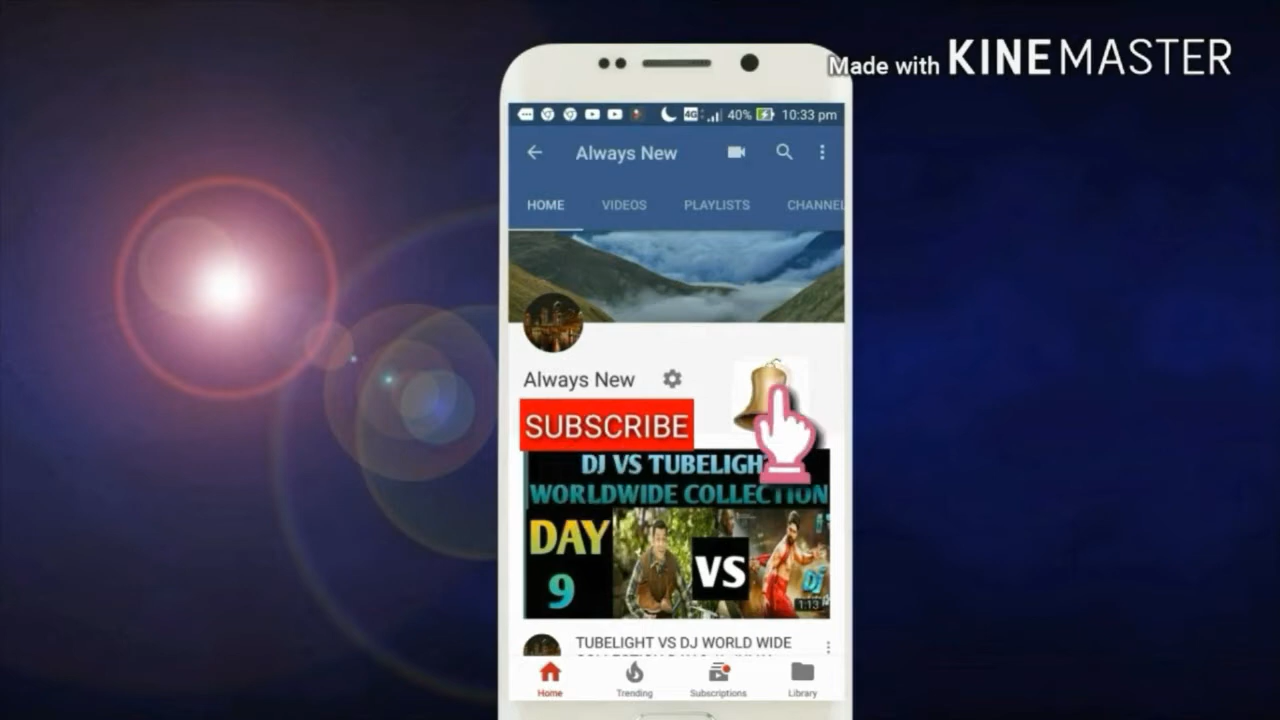 Made with KINEMASTER
4G 40% 10:33 pm
Always New
HOME VIDEOS PLAYLISTS CHANNEL
Always New
SUBSCRIBE
DJ VS TUBELIGHT
WORLDWIDE COLLECTION
DAY
9
VS
DJ
1:13
TUBELIGHT VS DJ WORLD WIDE
Home Trending Subscriptions Library